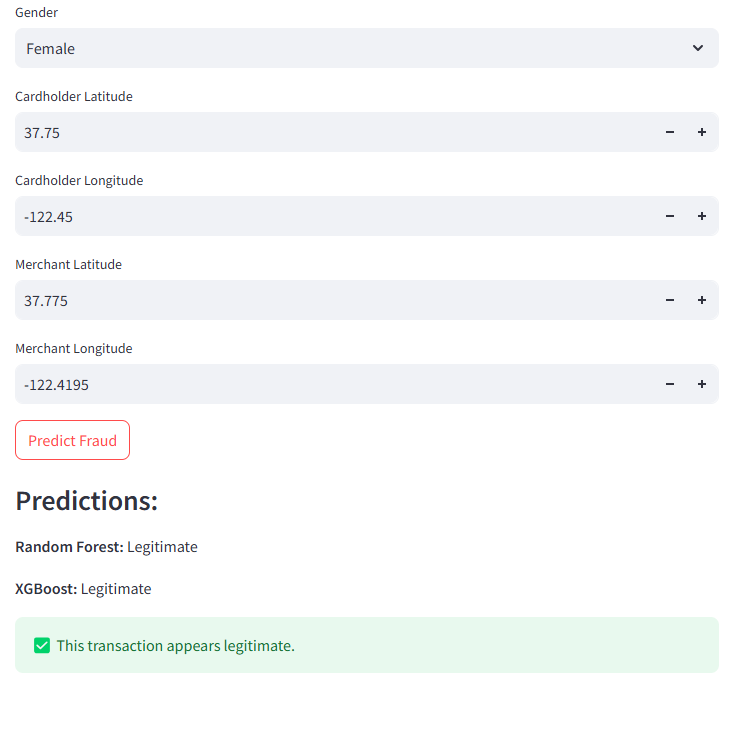 Gender
Female
Cardholder Latitude
37.75
Cardholder Longitude
-122.45
Merchant Latitude
37.775
Merchant Longitude
-122.4195
Predict Fraud
Predictions:
Random Forest: Legitimate
XGBoost: Legitimate
This transaction appears legitimate.